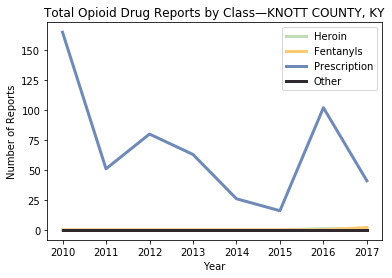 Total Opioid Drug Reports by Class—KNOTT COUNTY, KY
Heroin
Fentanyls
Prescription
Other
Number of Reports
150
125
100
75
50
25
0
2010 2011 2012 2013 2014 2015 2016 2017
Year